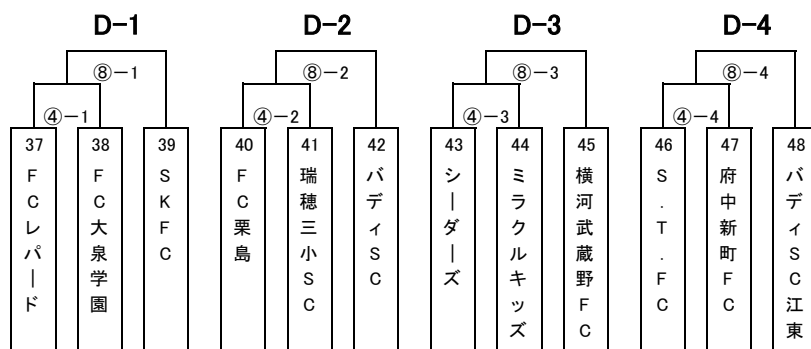 D-1
D-2
D-3
D-4
⑧-1
⑧-2
⑧-3
⑧-4
④-1
④-2
④-3
④-4
37
FCレパード
38
FC大泉学園
39
SKFC
40
FC栗島
41
瑞穂三小SC
42
バディSC
43
シーダーズ
44
ミラクルキッズ
45
横河武蔵野FC
46
S.T.FC
47
府中新町FC
48
バディSC江東